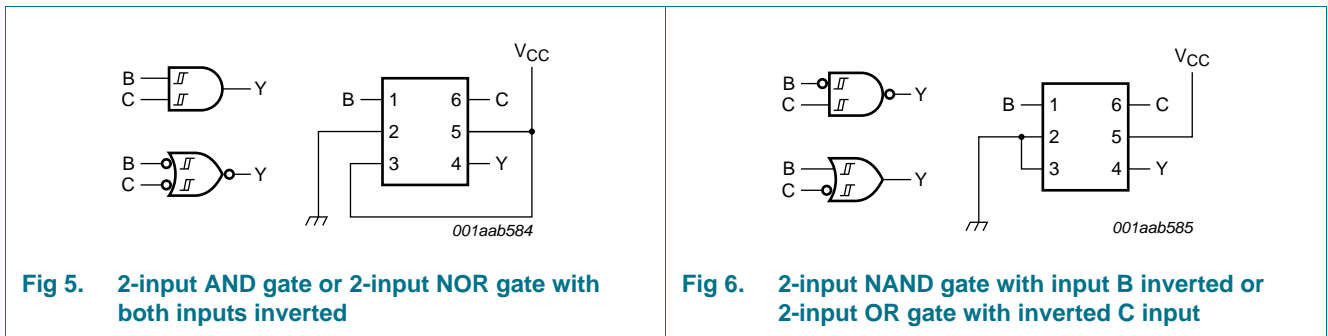 B
C
Y
B
C
Y
VCC
B
1
6
C
2
5
3
4
Y
001aab584
Fig 5. 2-input AND gate or 2-input NOR gate with
both inputs inverted
B
C
Y
B
C
Y
VCC
B
1
6
C
2
5
3
4
Y
001aab585
Fig 6. 2-input NAND gate with input B inverted or
2-input OR gate with inverted C input